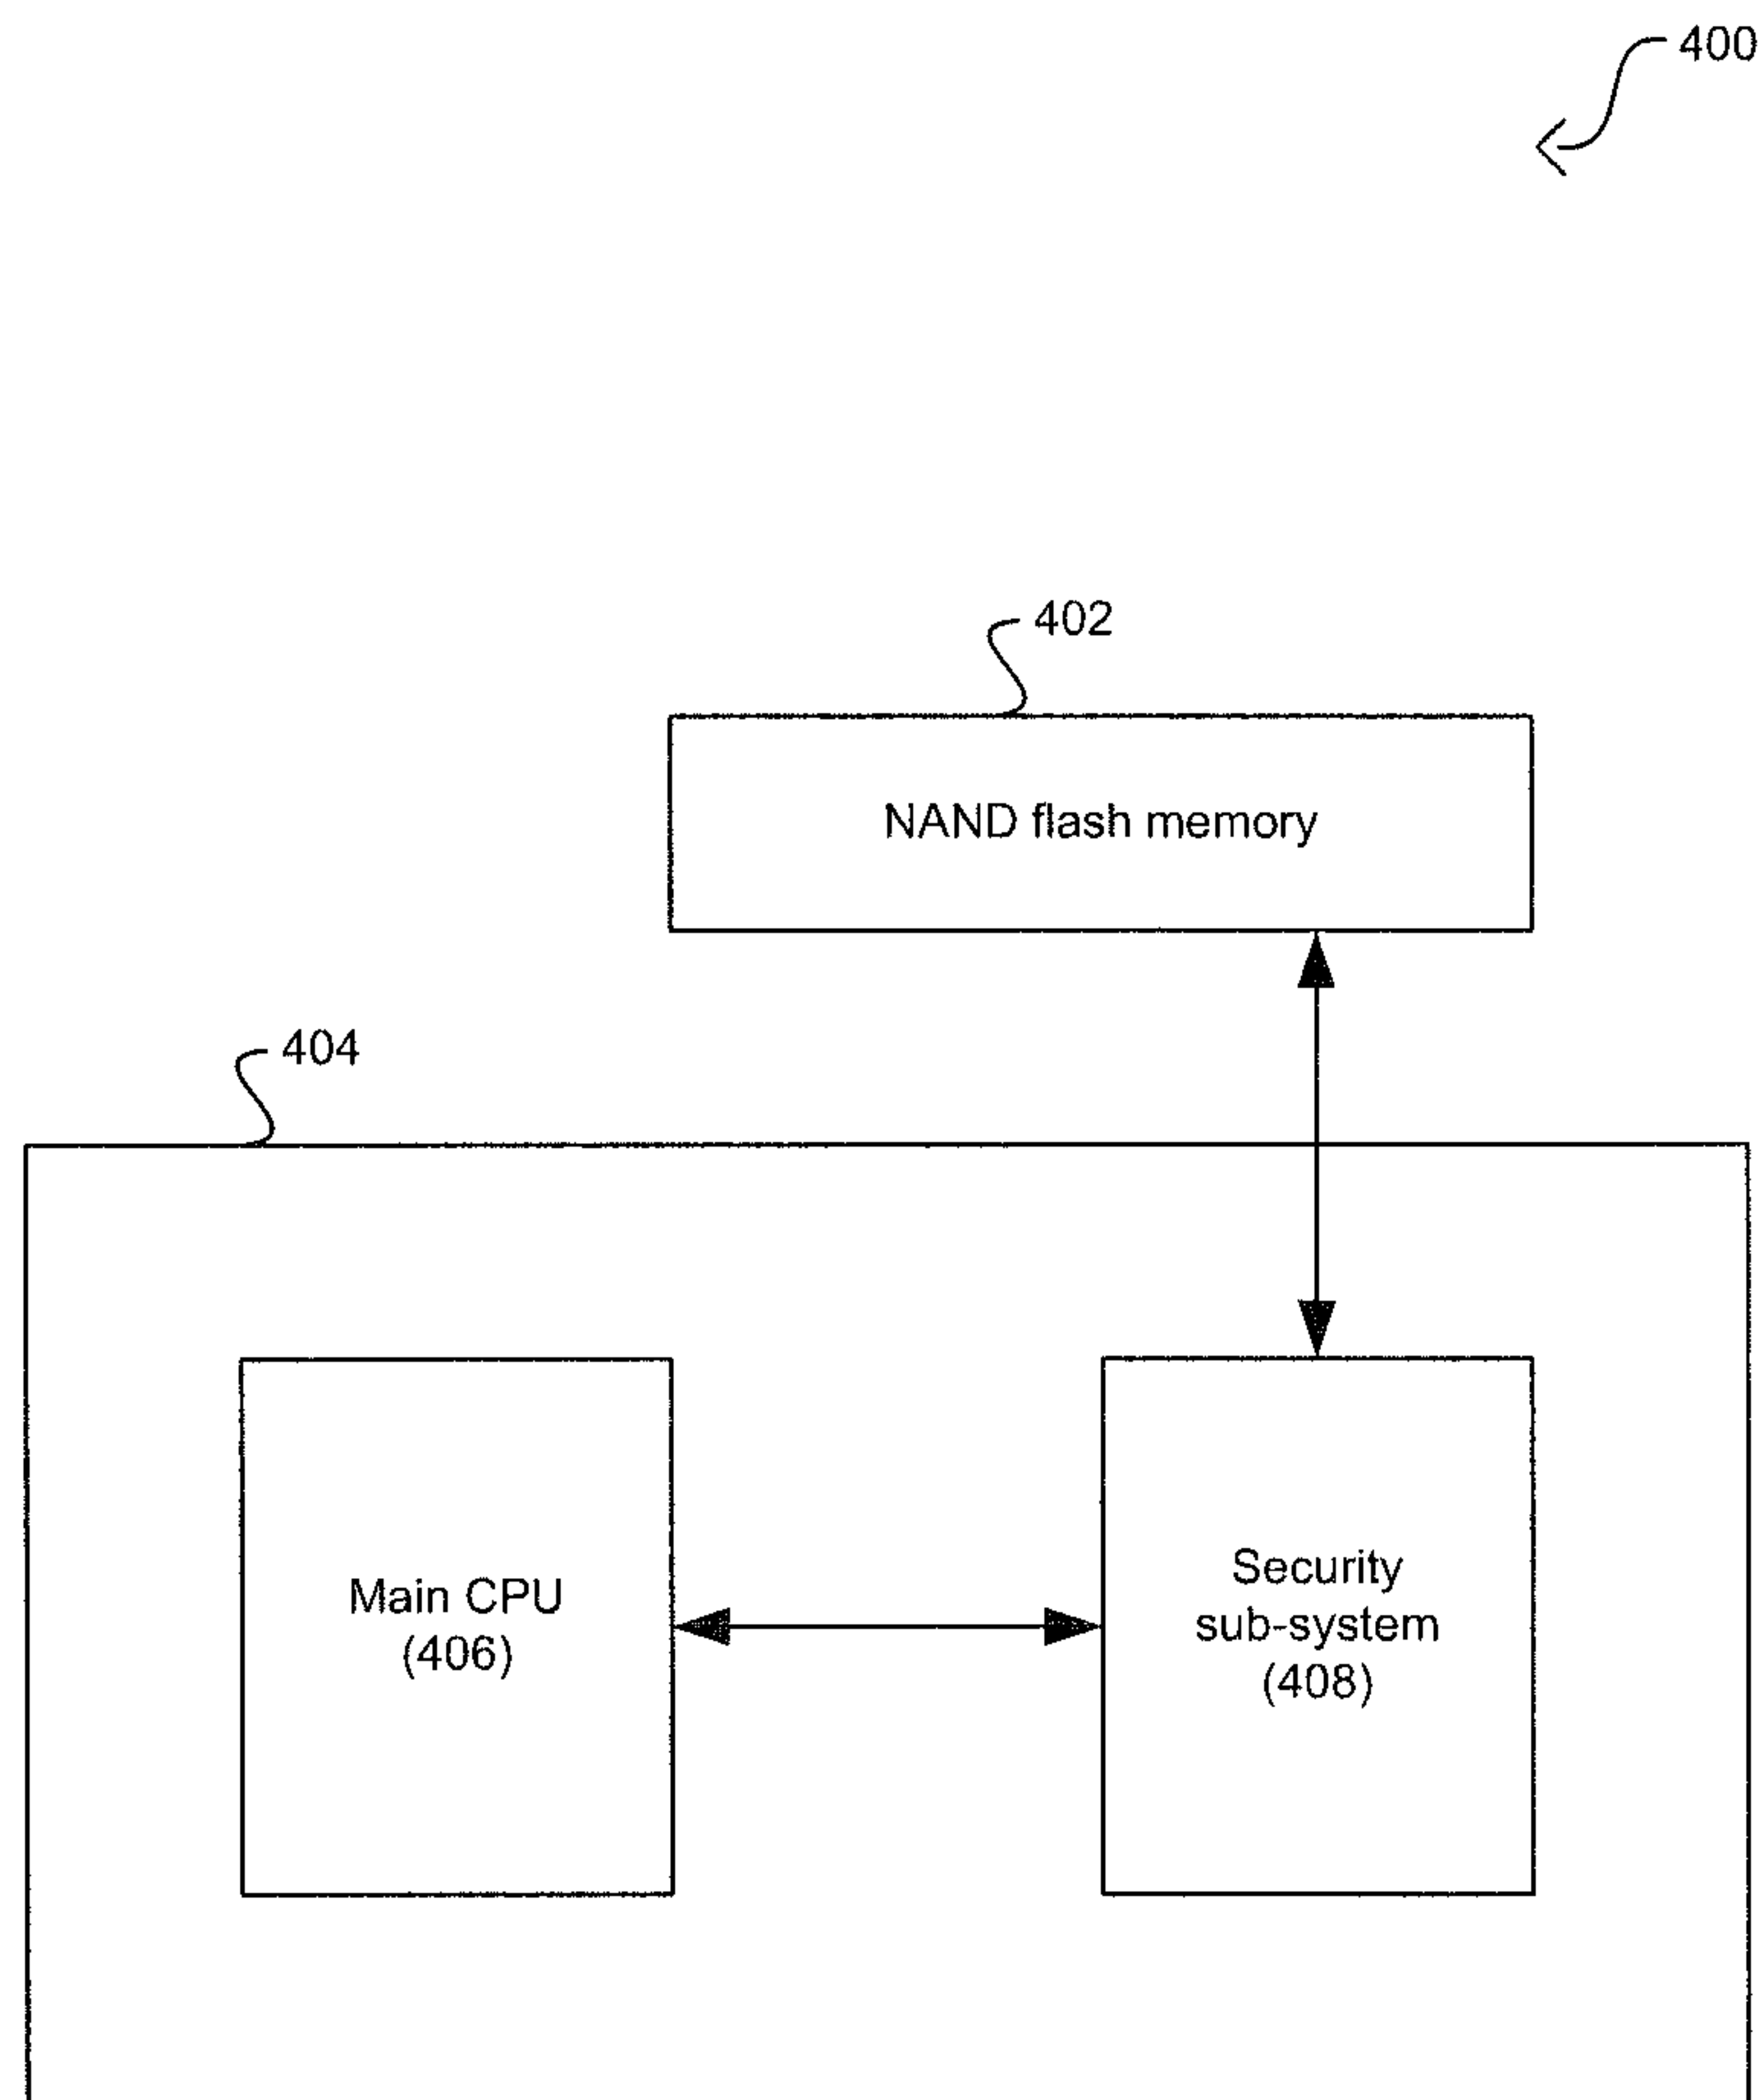 400
402
NAND flash memory
404
Main CPU
(406)
Security
sub-system
(408)